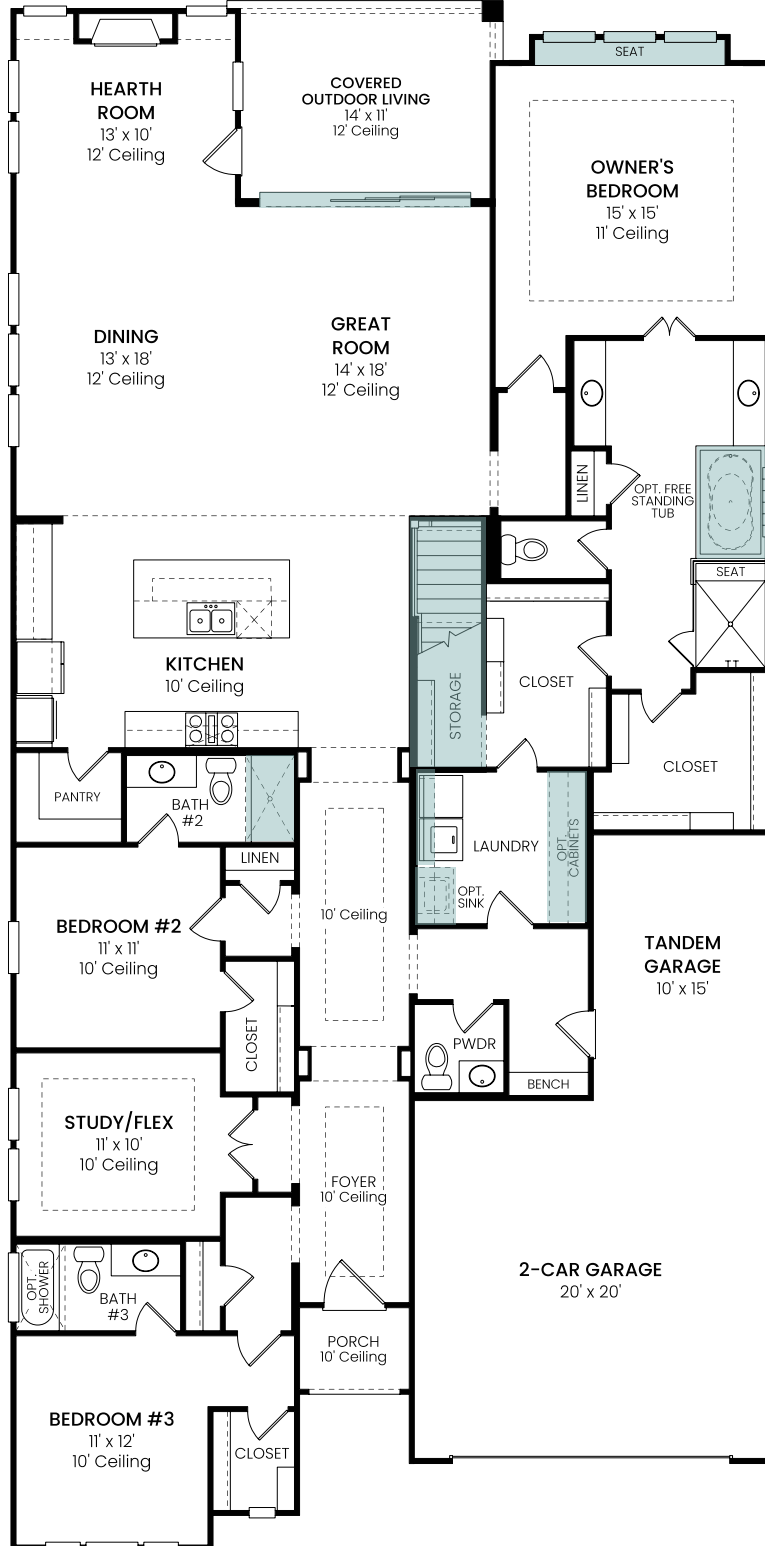 SEAT
HEARTH
ROOM
13' x 10'
12' Ceiling
COVERED
OUTDOOR LIVING
14' x 11'
12' Ceiling
OWNER'S
BEDROOM
15' x 15'
11' Ceiling
DINING
13' x 18'
12' Ceiling
GREAT
ROOM
14' x 18'
12' Ceiling
LINEN
OPT. FREE
STANDING
TUB
SEAT
KITCHEN
10' Ceiling
STORAGE
CLOSET
CLOSET
PANTRY
BATH
#2
LINEN
LAUNDRY
OPT.
CABINETS
OPT.
SINK
BEDROOM #2
11' x 11'
10' Ceiling
10' Ceiling
TANDEM
GARAGE
10' x 15'
CLOSET
PWDR
BENCH
STUDY/FLEX
11' x 10'
10' Ceiling
FOYER
10' Ceiling
OPT.
SHOWER
BATH
#3
2-CAR GARAGE
20' x 20'
PORCH
10' Ceiling
BEDROOM #3
11' x 12'
10' Ceiling
CLOSET